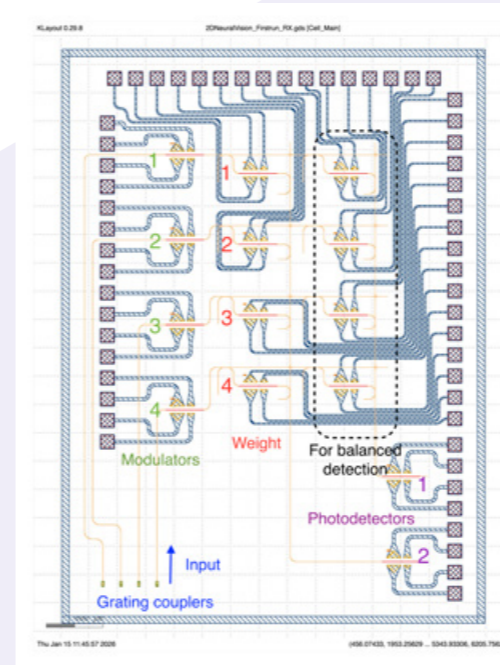 KLayout 0.29.8 2DNeuralVision_Firstrun_RX.gds [Cell_Main]
1
1
2
2
3
3
4
4
Weight
Modulators
For balanced
detection
1
Photodetectors
2
Input
Grating couplers
Thu Jan 15 11:45:57 2026